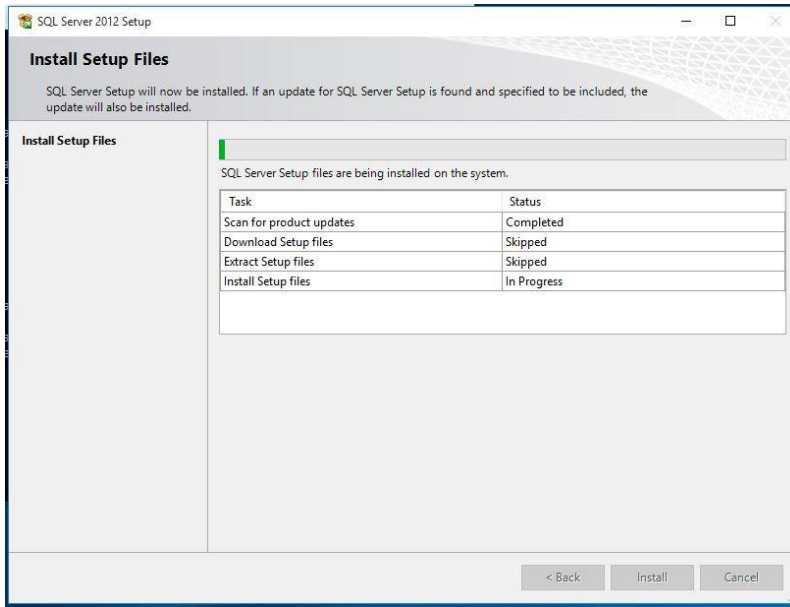 SQL Server 2012 Setup
Install Setup Files
SQL Server Setup will now be installed. If an update for SQL Server Setup is found and specified to be included, the
update will also be installed.
Install Setup Files
SQL Server Setup files are being installed on the system.
Task Status
Scan for product updates Completed
Download Setup files Skipped
Extract Setup files Skipped
Install Setup files In Progress
< Back Install Cancel